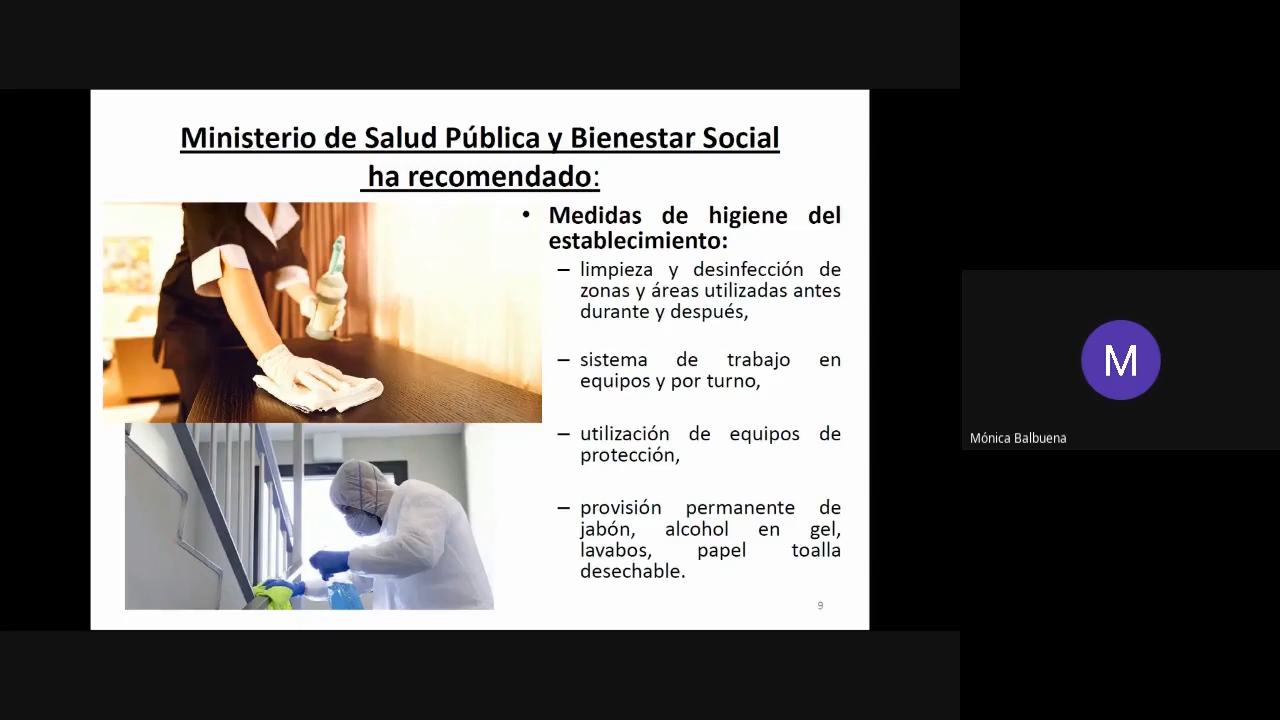 Ministerio de Salud Pública y Bienestar Social
ha recomendado:
• Medidas de higiene del
establecimiento:
– limpieza y desinfección de
zonas y áreas utilizadas antes
durante y después,
– sistema de trabajo en
equipos y por turno,
– utilización de equipos de
protección,
– provisión permanente de
jabón, alcohol en gel,
lavabos, papel toalla
desechable.
9
M
Mónica Balbuena